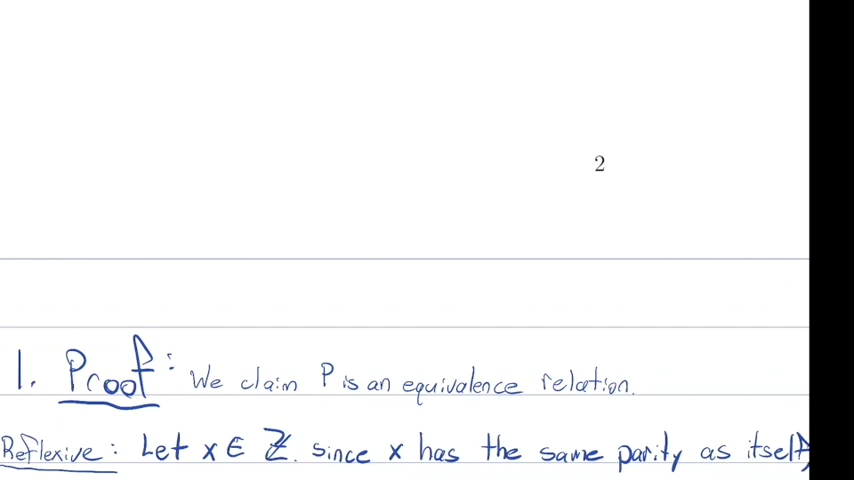 2
1. Proof: We claim P is an equivalence relation.
Reflexive: Let x ∈ ℤ. since x has the same parity as itself,